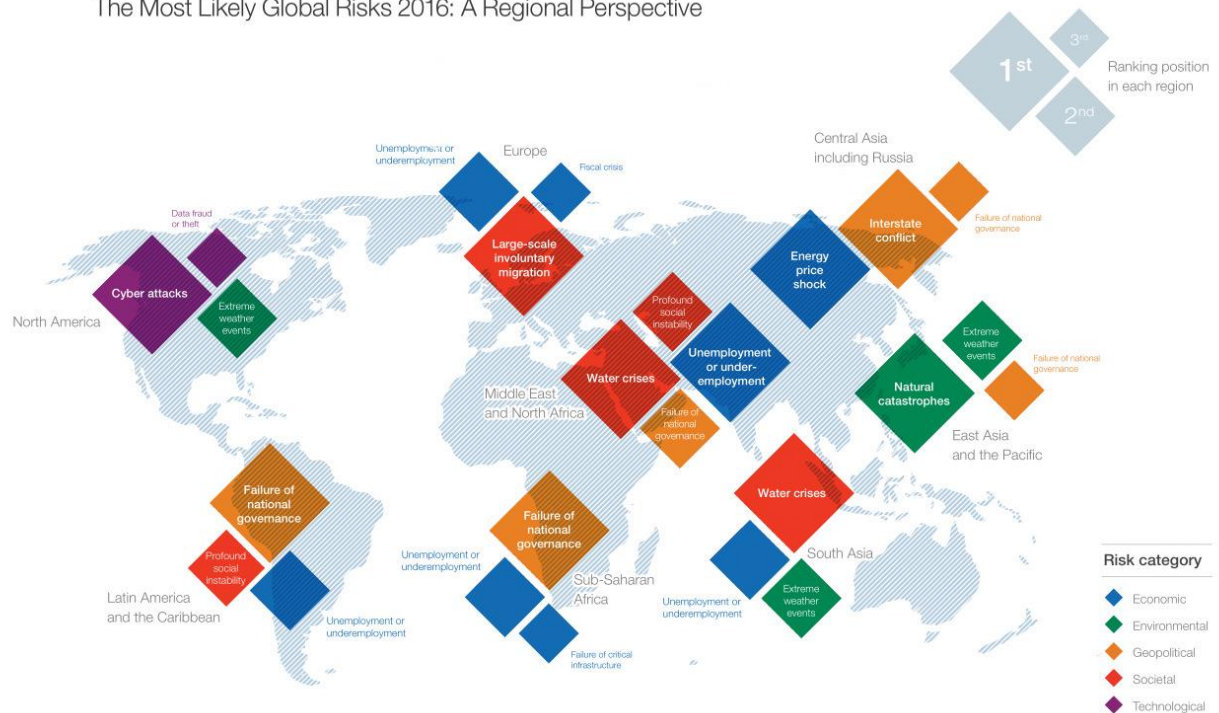 The Most Likely Global Risks 2016: A Regional Perspective
1st
3rd
2nd
Ranking position
in each region
Central Asia
including Russia
Interstate
conflict
Failure of national
governance
Energy
price
shock
Europe
Unemployment or
underemployment
Fiscal crisis
Large-scale
involuntary
migration
Data fraud
or theft
Cyber attacks
Extreme
weather
events
North America
Profound
social
instability
Unemployment
or under-
employment
Water crises
Failure of
national
governance
Middle East
and North Africa
Extreme
weather
events
Failure of national
governance
Natural
catastrophes
East Asia
and the Pacific
Failure of
national
governance
Profound
social
instability
Unemployment or
underemployment
Latin America
and the Caribbean
Failure of
national
governance
Unemployment or
underemployment
Sub-Saharan
Africa
Failure of critical
infrastructure
Water crises
South Asia
Unemployment or
underemployment
Extreme
weather
events
Risk category
Economic
Environmental
Geopolitical
Societal
Technological